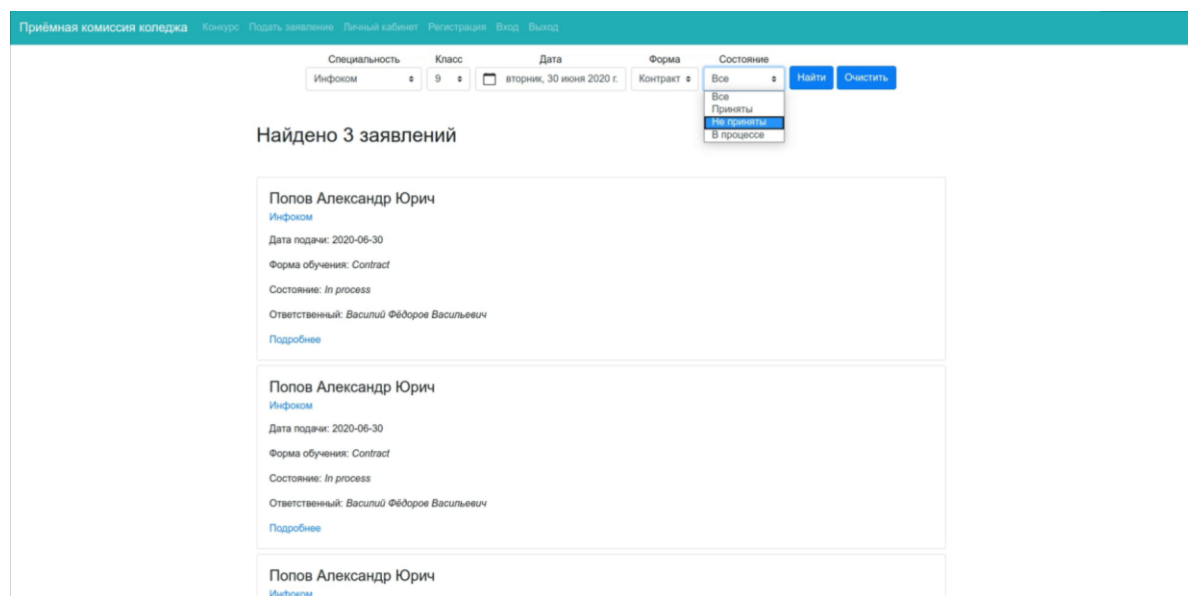 Приёмная комиссия коледжа Конкурс Подать заявление Личный кабинет Регистрация Вход Выход
Специальность Класс Дата Форма Состояние
Инфоком 9 вторник, 30 июня 2020 г. Контракт Все Найти Очистить
Все
Приняты
Не приняты
В процессе
Найдено 3 заявлений
Попов Александр Юрич
Инфоком
Дата подачи: 2020-06-30
Форма обучения: Contract
Состояние: In process
Ответственный: Василий Фёдоров Васильевич
Подробнее
Попов Александр Юрич
Инфоком
Дата подачи: 2020-06-30
Форма обучения: Contract
Состояние: In process
Ответственный: Василий Фёдоров Васильевич
Подробнее
Попов Александр Юрич
Инфоком